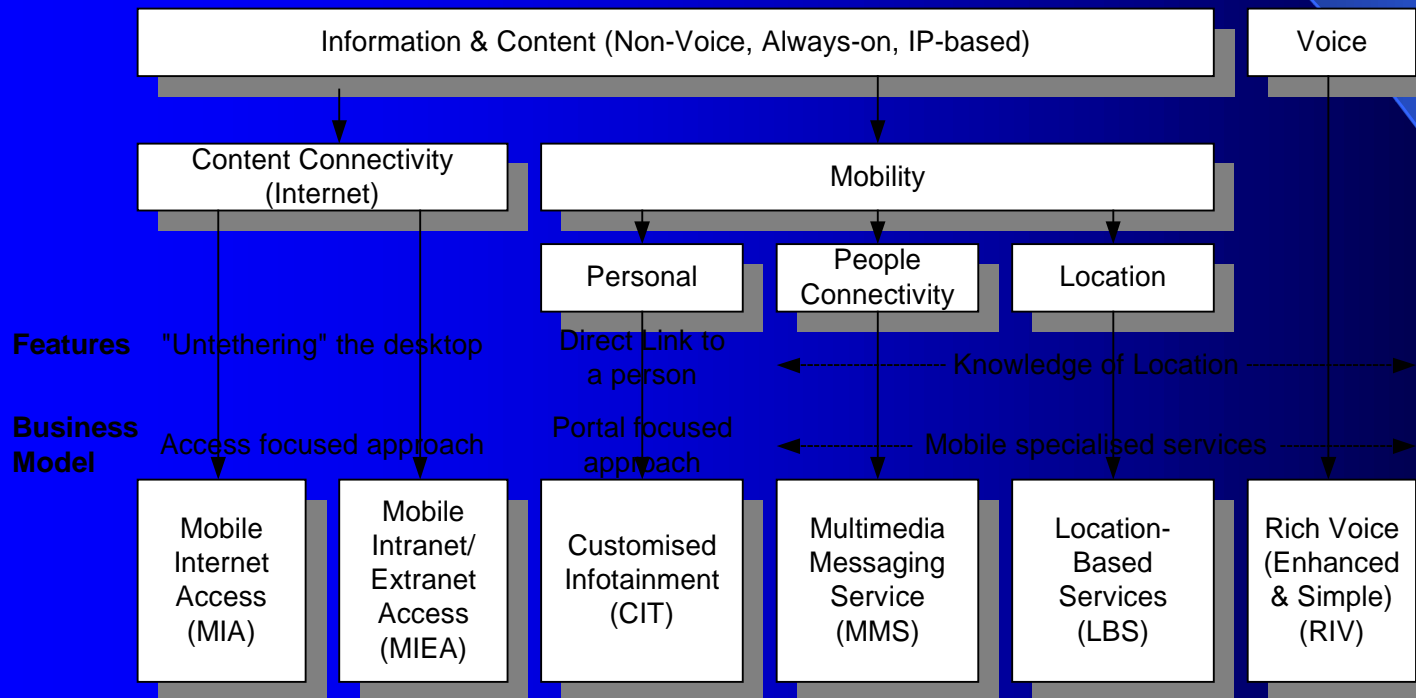 Information & Content (Non-Voice, Always-on, IP-based)
Voice
Content Connectivity
(Internet)
Mobility
Personal
People
Connectivity
Location
Features
"Untethering" the desktop
Direct Link to
a person
Knowledge of Location
Business
Model
Access focused approach
Portal focused
approach
Mobile specialised services
Mobile
Internet
Access
(MIA)
Mobile
Intranet/
Extranet
Access
(MIEA)
Customised
Infotainment
(CIT)
Multimedia
Messaging
Service
(MMS)
Location-
Based
Services
(LBS)
Rich Voice
(Enhanced
& Simple)
(RIV)